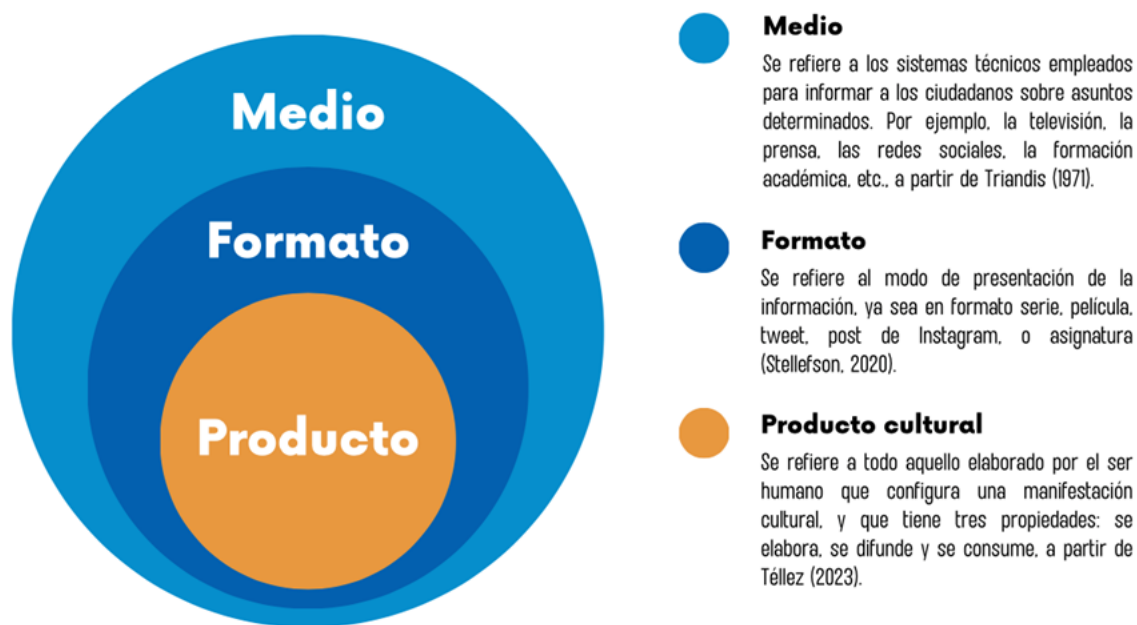 Medio
Formato
Producto
Medio
Se refiere a los sistemas técnicos empleados
para informar a los ciudadanos sobre asuntos
determinados. Por ejemplo, la televisión, la
prensa, las redes sociales, la formación
académica, etc., a partir de Triandis (1971).
Formato
Se refiere al modo de presentación de la
información, ya sea en formato serie, película,
tweet, post de Instagram, o asignatura
(Stellefson, 2020).
Producto cultural
Se refiere a todo aquello elaborado por el ser
humano que configura una manifestación
cultural, y que tiene tres propiedades: se
elabora, se difunde y se consume, a partir de
Téllez (2023).